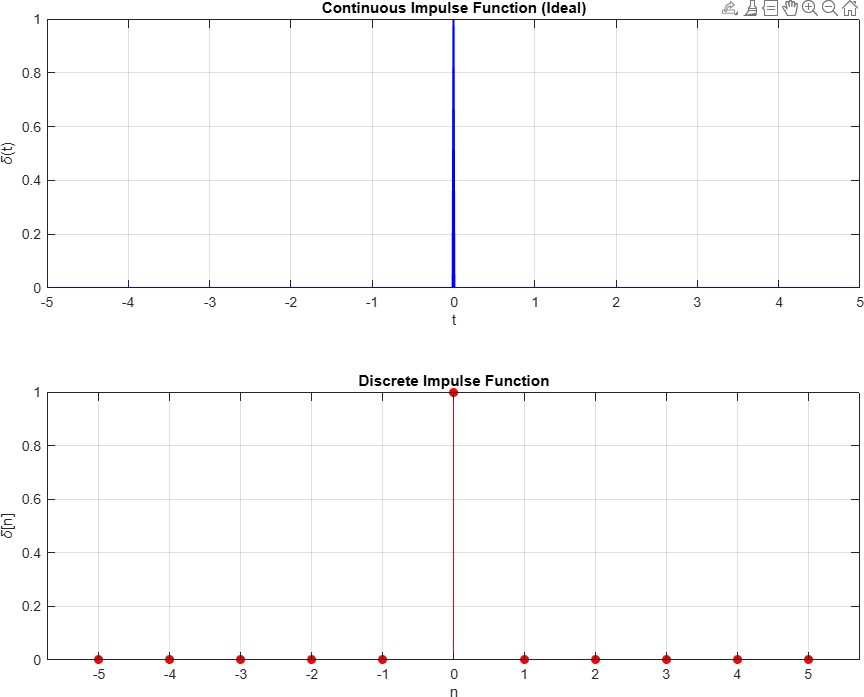 Continuous Impulse Function (Ideal)
1
0.8
0.6
0.4
0.2
0
δ(t)
-5 -4 -3 -2 -1 0 1 2 3 4 5
t
Discrete Impulse Function
1
0.8
0.6
0.4
0.2
0
δ[n]
-5 -4 -3 -2 -1 0 1 2 3 4 5
n